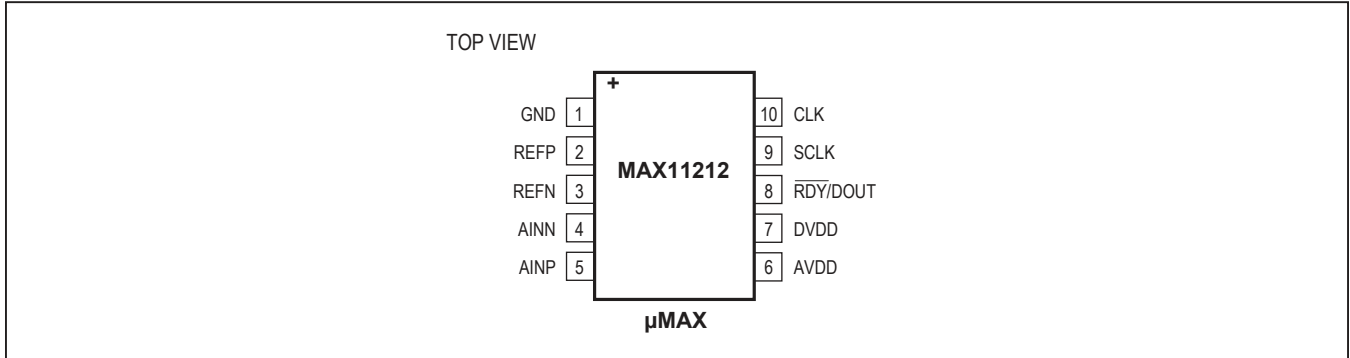 TOP VIEW
+
GND 1
REFP 2
REFN 3
AINN 4
AINP 5
MAX11212
10 CLK
9 SCLK
8 R̅D̅Y̅/DOUT
7 DVDD
6 AVDD
µMAX